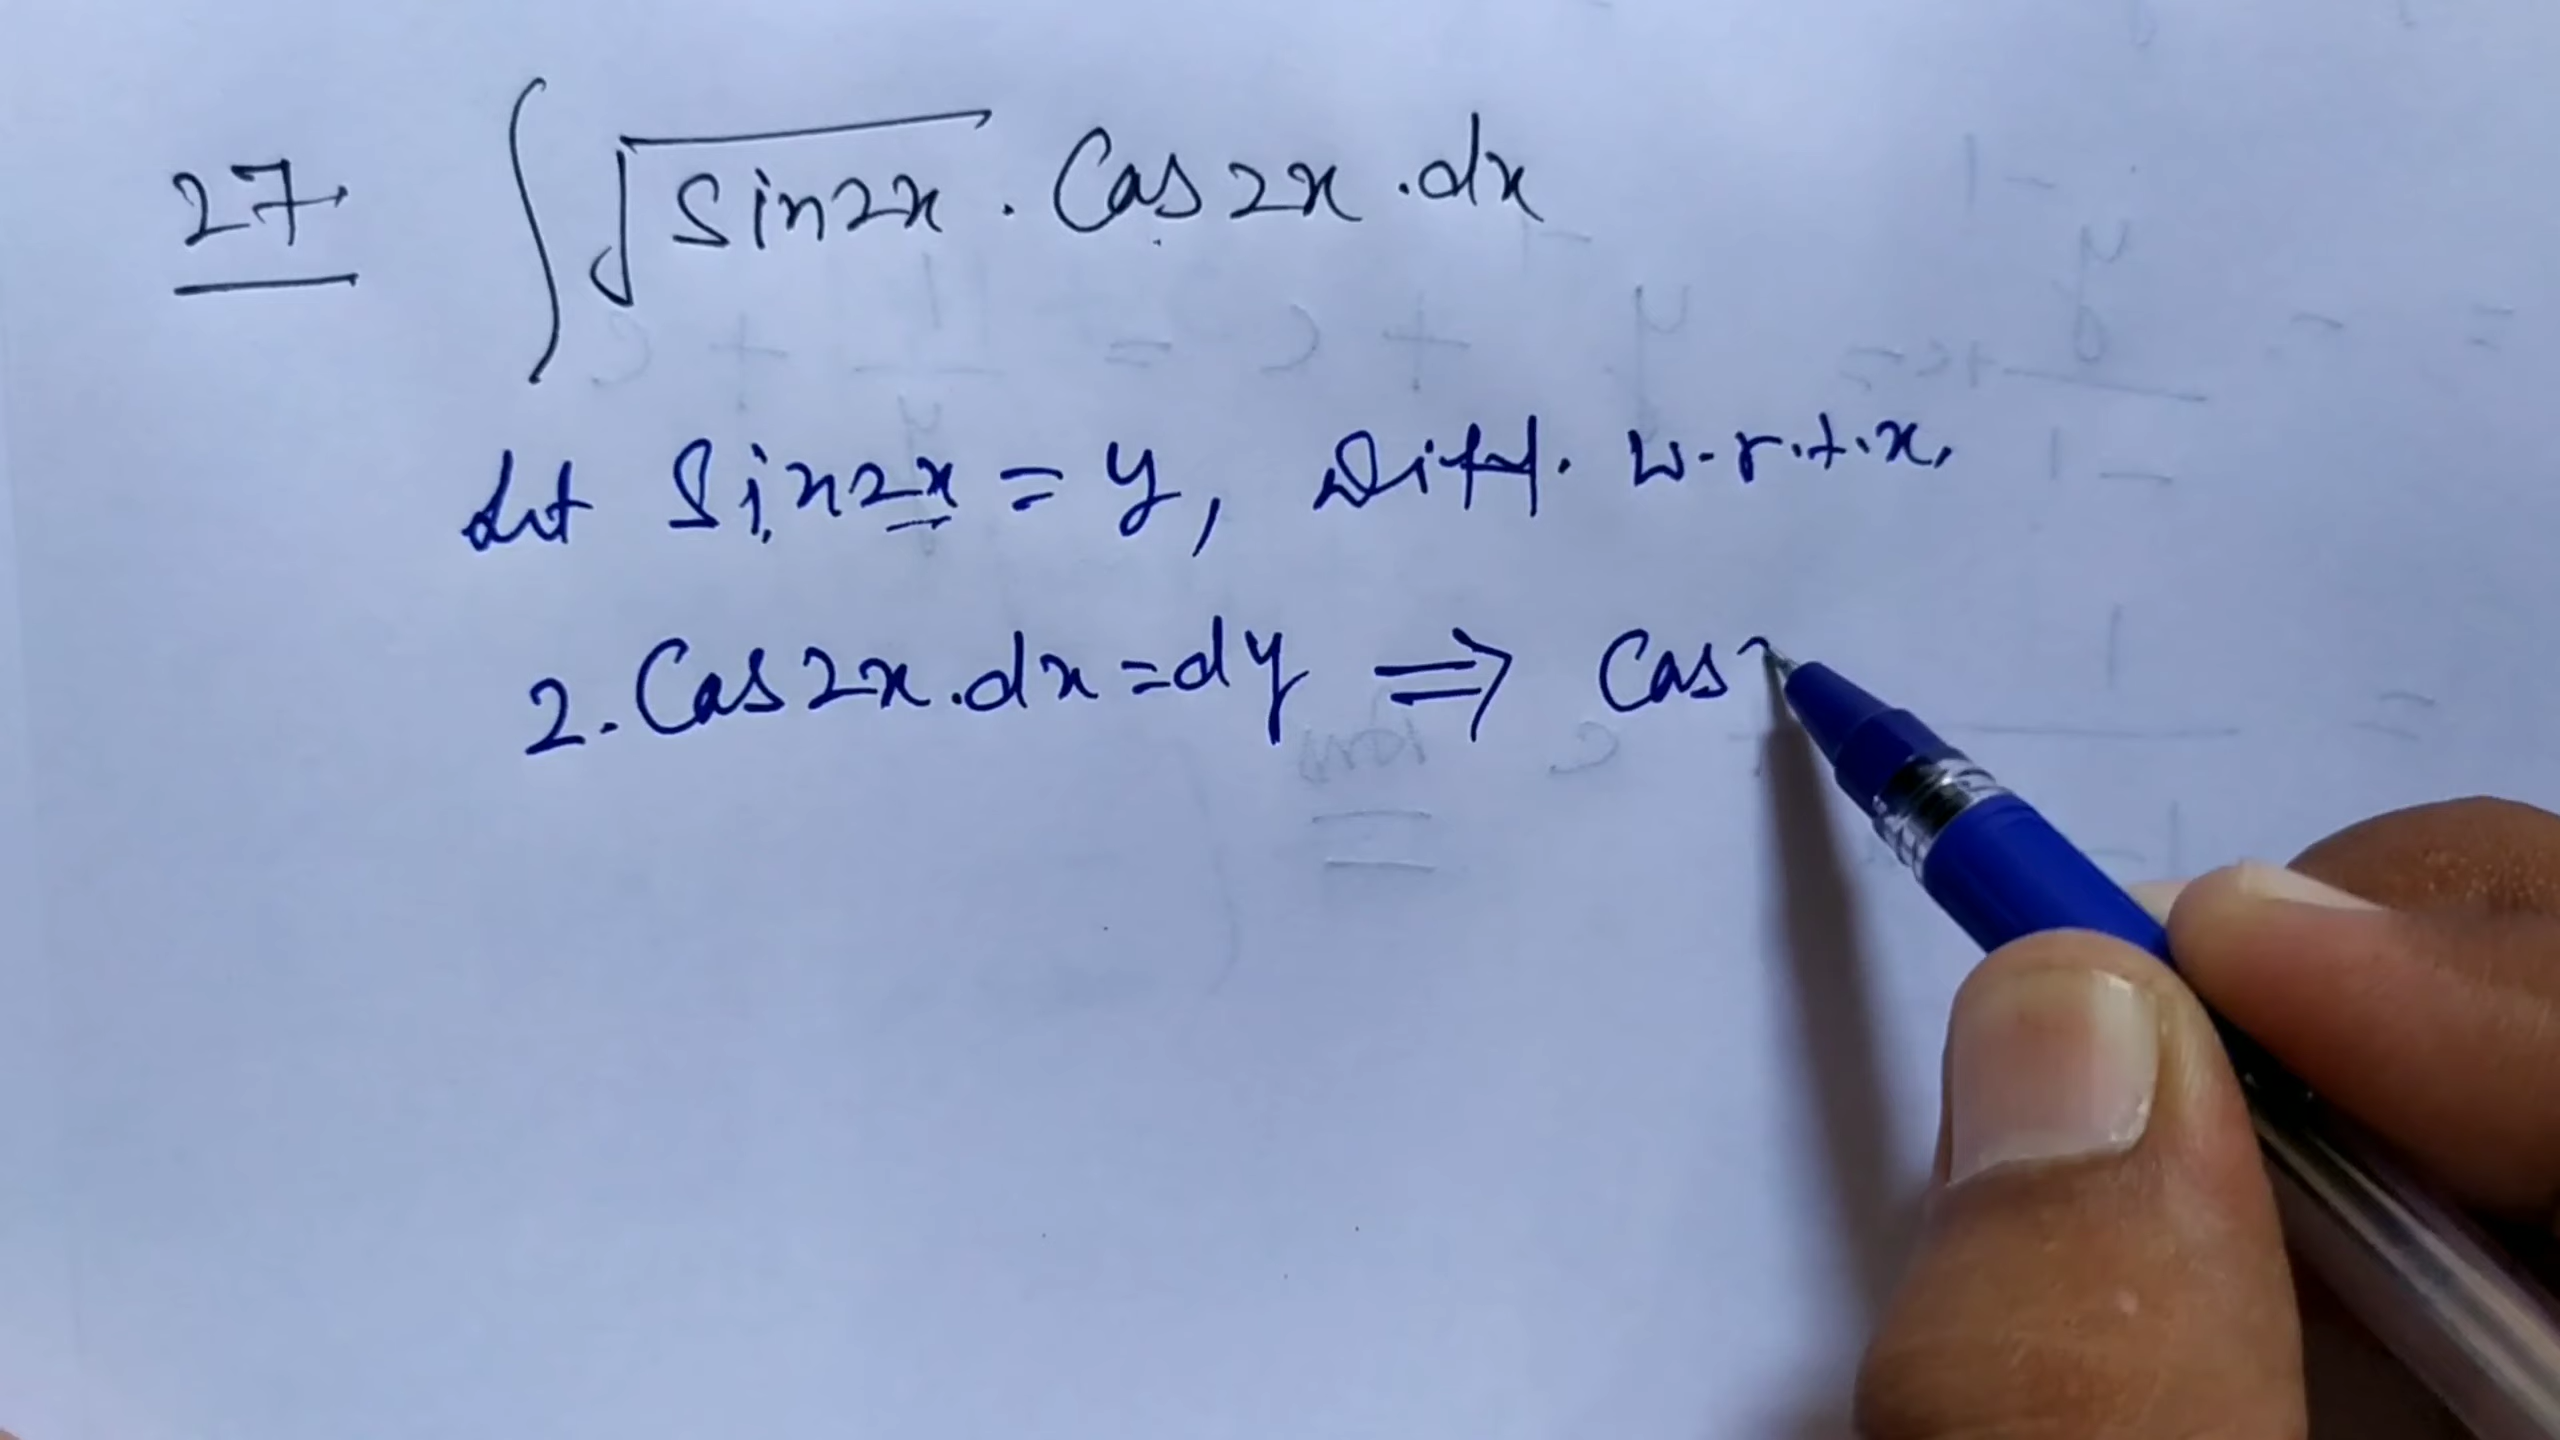 27 ∫√sin2x . Cos2x .dx
Let Sin2x = y, Diff. w.r.t.x,
2.Cos2x.dx=dy ⇒ Cos